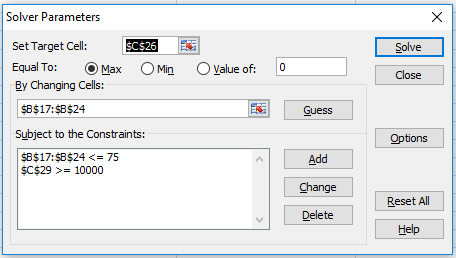 Solver Parameters
Set Target Cell: $C$26 Solve
Equal To: Max Min Value of: 0
Close
By Changing Cells:
$B$17:$B$24 Guess
Subject to the Constraints: Options
$B$17:$B$24 <= 75 Add
$C$29 >= 10000
Change
Reset All
Delete
Help